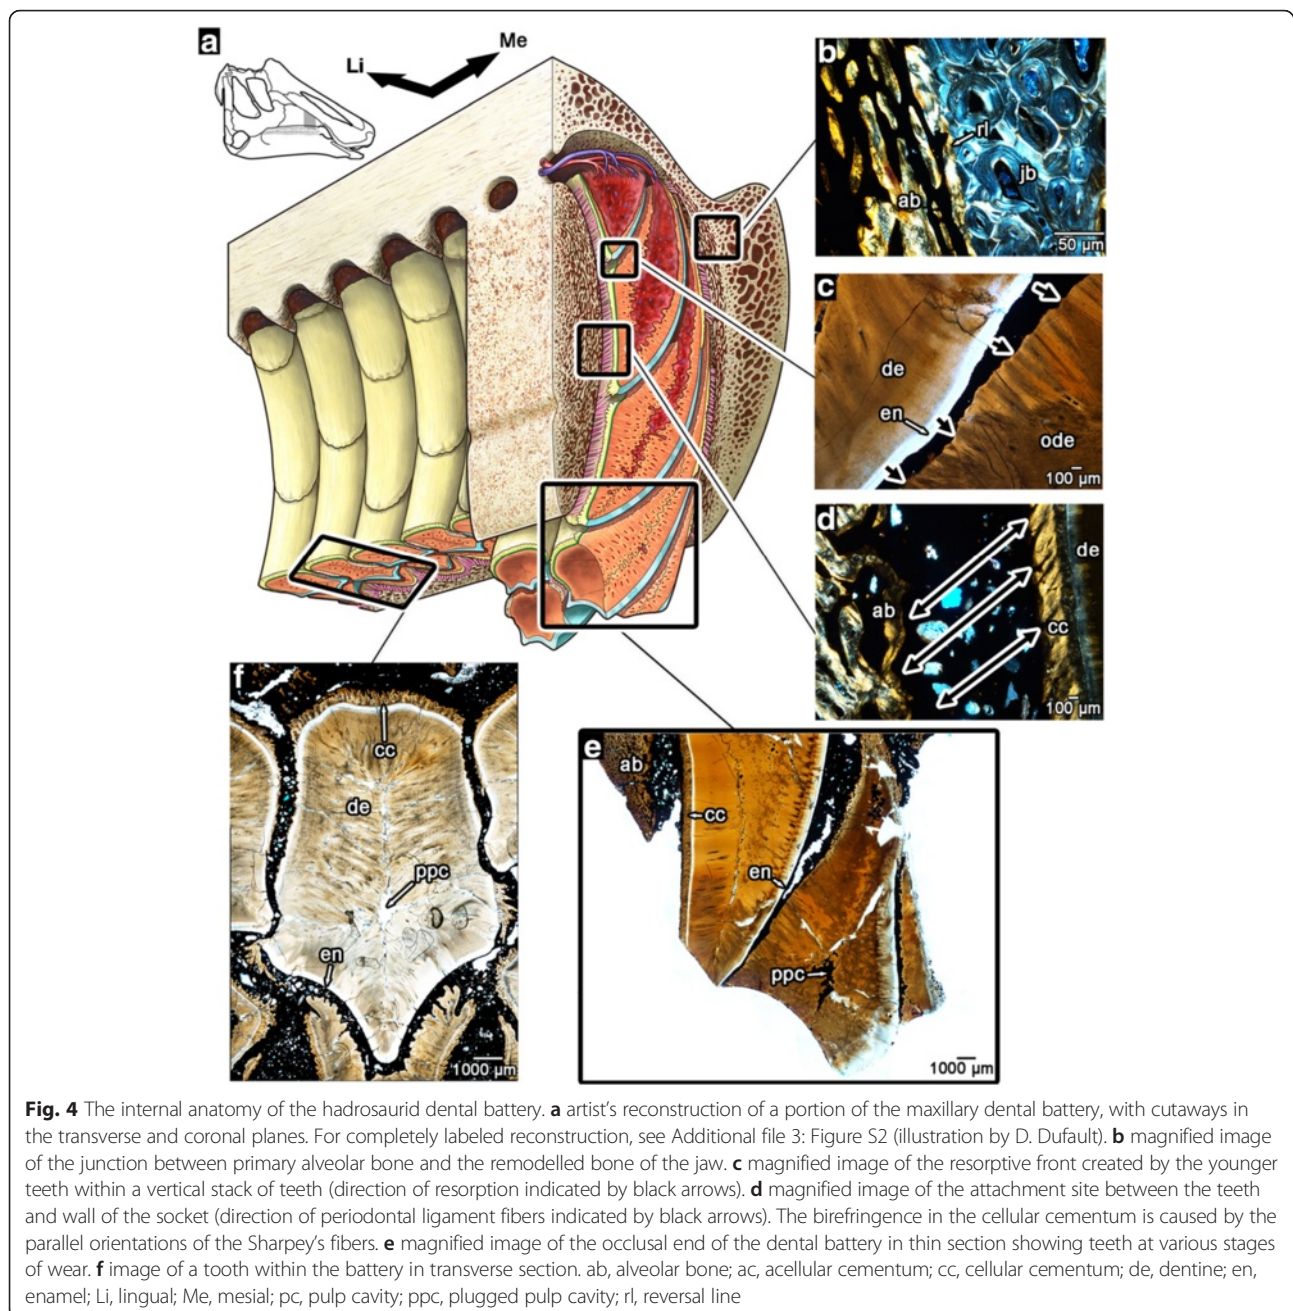 a
Li
Me
b
rl
jb
ab
50 µm
c
de
en
ode
100 µm
d
de
ab
cc
100 µm
f
cc
de
ppc
en
1000 µm
e
ab
cc
en
ppc
1000 µm
Fig. 4 The internal anatomy of the hadrosaurid dental battery. a artist's reconstruction of a portion of the maxillary dental battery, with cutaways in
the transverse and coronal planes. For completely labeled reconstruction, see Additional file 3: Figure S2 (illustration by D. Dufault). b magnified image
of the junction between primary alveolar bone and the remodelled bone of the jaw. c magnified image of the resorptive front created by the younger
teeth within a vertical stack of teeth (direction of resorption indicated by black arrows). d magnified image of the attachment site between the teeth
and wall of the socket (direction of periodontal ligament fibers indicated by black arrows). The birefringence in the cellular cementum is caused by the
parallel orientations of the Sharpey's fibers. e magnified image of the occlusal end of the dental battery in thin section showing teeth at various stages
of wear. f image of a tooth within the battery in transverse section. ab, alveolar bone; ac, acellular cementum; cc, cellular cementum; de, dentine; en,
enamel; Li, lingual; Me, mesial; pc, pulp cavity; ppc, plugged pulp cavity; rl, reversal line